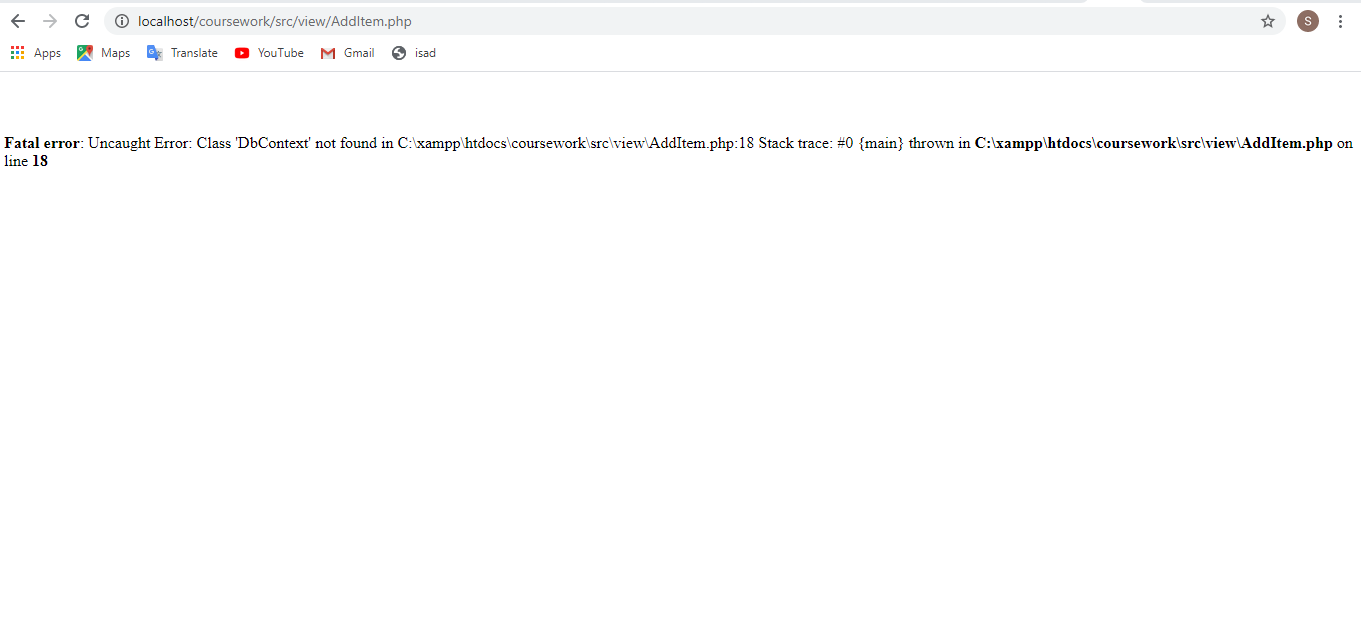 localhost/coursework/src/view/AddItem.php
S
Apps Maps Translate YouTube Gmail isad
Fatal error: Uncaught Error: Class 'DbContext' not found in C:\xampp\htdocs\coursework\src\view\AddItem.php:18 Stack trace: #0 {main} thrown in C:\xampp\htdocs\coursework\src\view\AddItem.php on
line 18